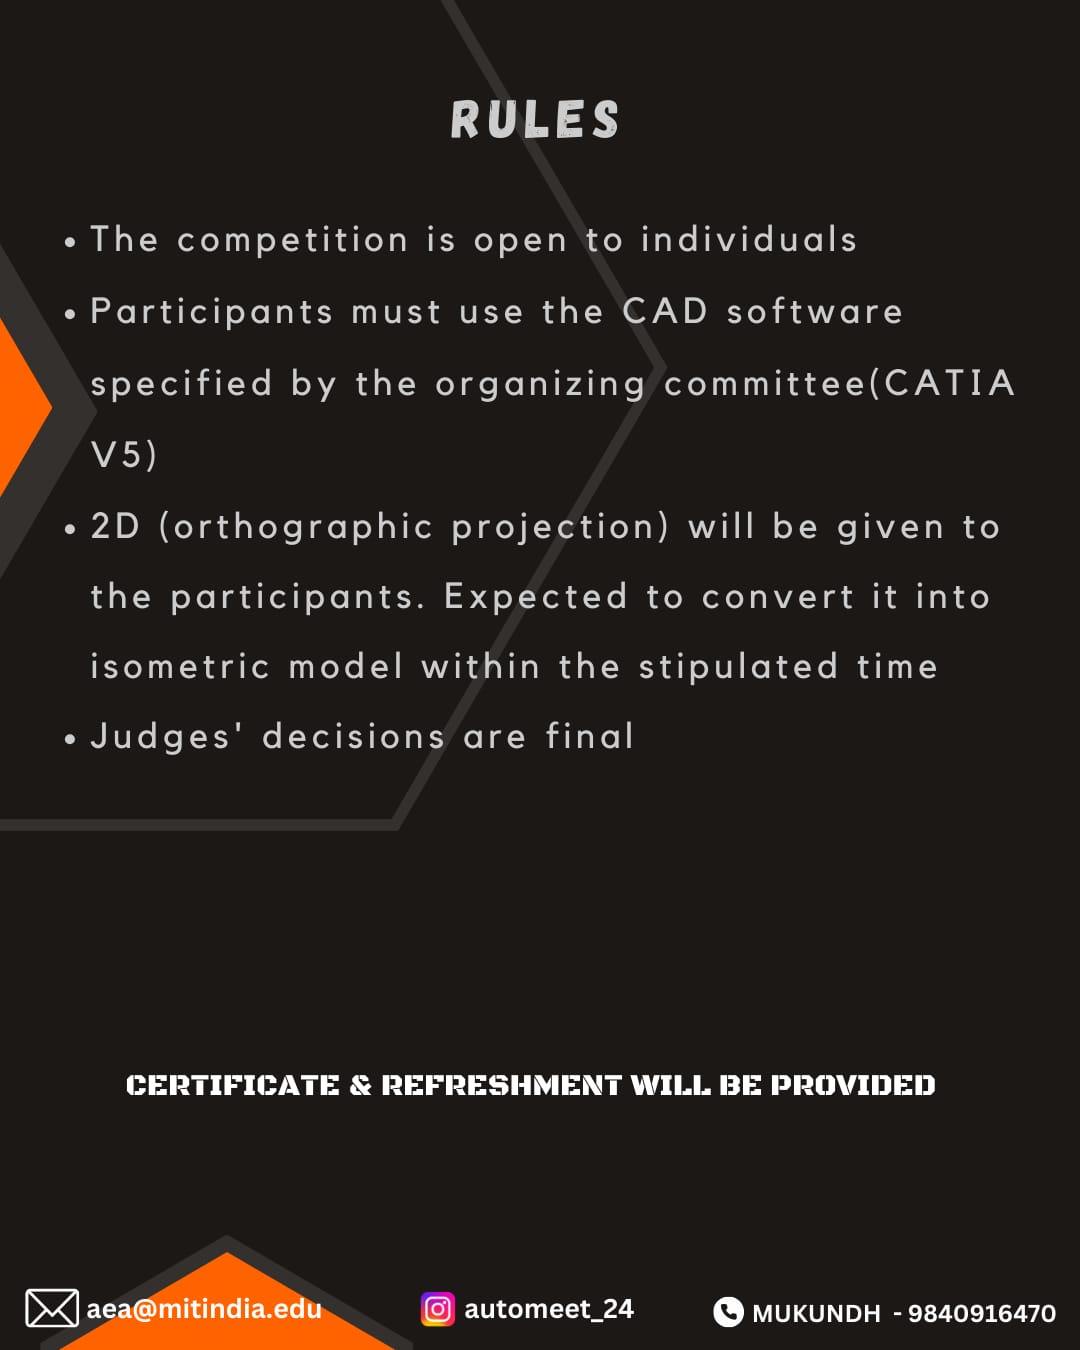 RULES
• The competition is open to individuals
• Participants must use the CAD software
specified by the organizing committee(CATIA
V5)
• 2D (orthographic projection) will be given to
the participants. Expected to convert it into
isometric model within the stipulated time
• Judges' decisions are final
CERTIFICATE & REFRESHMENT WILL BE PROVIDED
aea@mitindia.edu
automeet_24
MUKUNDH - 9840916470